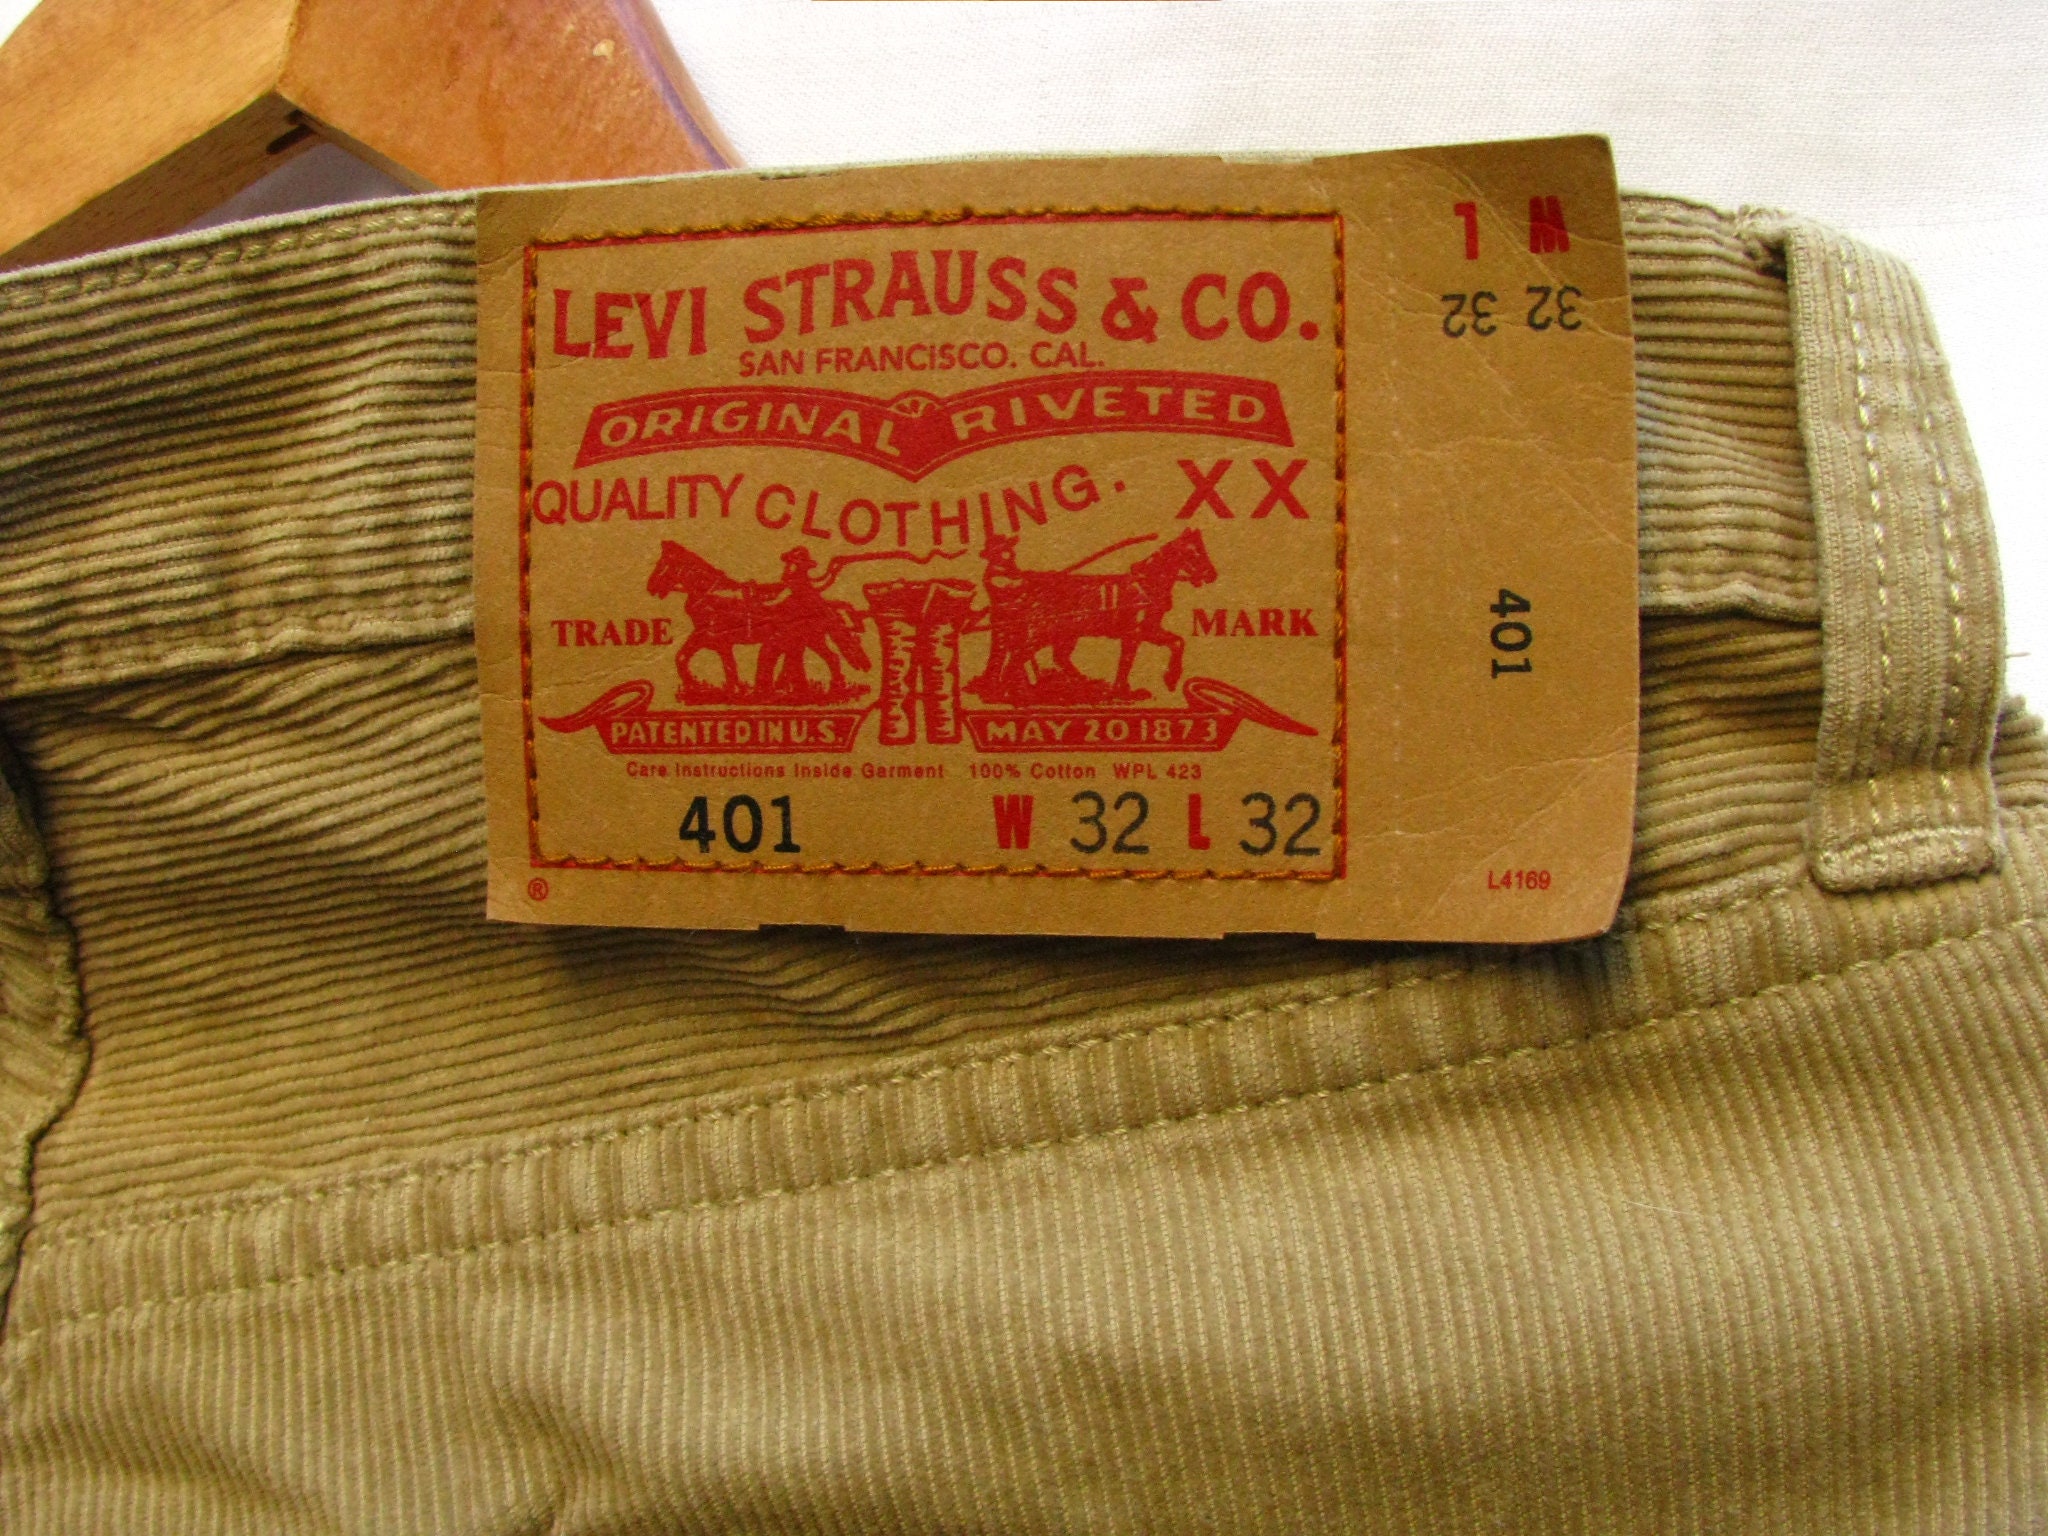 LEVI STRAUSS & CO.
SAN FRANCISCO. CAL.
ORIGINAL RIVETED
QUALITY CLOTHING. XX
TRADE MARK
PATENTED IN U.S. MAY 20 1873
Care Instructions Inside Garment 100% Cotton WPL 423
401 W 32 L 32
®
W L
32 32
401
L4169